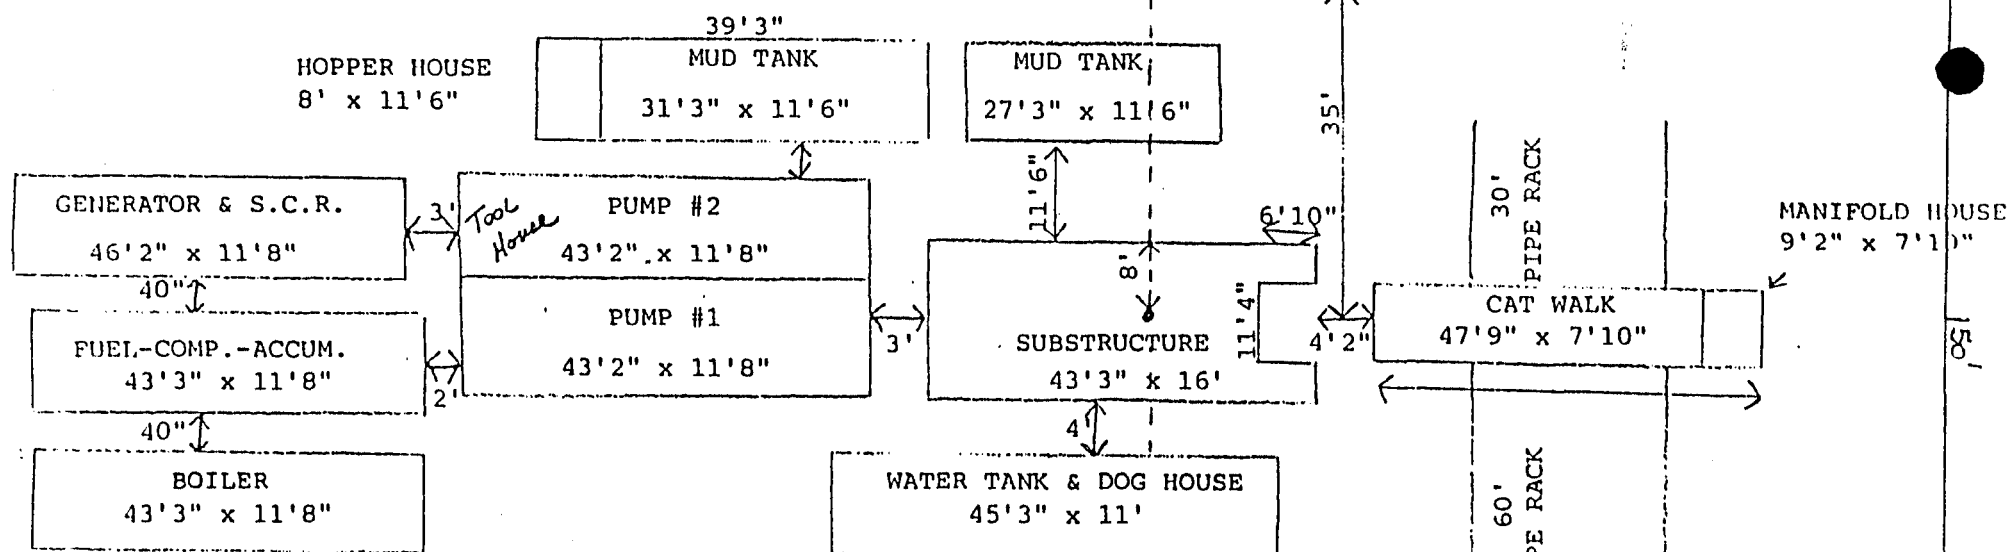 39'3"
HOPPER HOUSE
8' x 11'6"
MUD TANK
31'3" x 11'6"
MUD TANK
27'3" x 11'6"
35'
11'6"
30'
PIPE RACK
GENERATOR & S.C.R.
46'2" x 11'8"
3'
Tool
House
PUMP #2
43'2" x 11'8"
6'10"
8'
MANIFOLD HOUSE
9'2" x 7'10"
40"
FUEL-COMP.-ACCUM.
43'3" x 11'8"
2'
PUMP #1
43'2" x 11'8"
3'
SUBSTRUCTURE
43'3" x 16'
11'4"
4'2"
CAT WALK
47'9" x 7'10"
158'
40"
4'
BOILER
43'3" x 11'8"
WATER TANK & DOG HOUSE
45'3" x 11'
60'
PE RACK